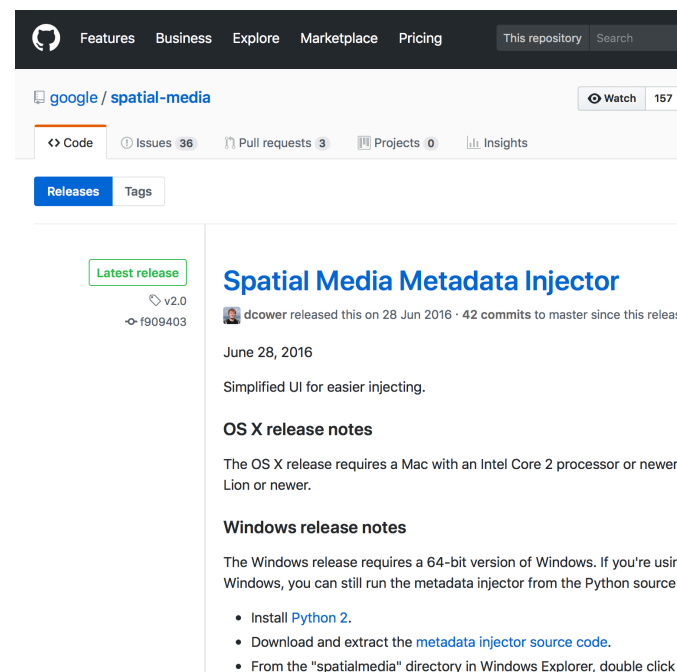 Features Business Explore Marketplace Pricing This repository Search
google / spatial-media Watch 157
Code Issues 36 Pull requests 3 Projects 0 Insights
Releases Tags
Latest release
v2.0
f909403
Spatial Media Metadata Injector
dcower released this on 28 Jun 2016 · 42 commits to master since this
June 28, 2016
Simplified UI for easier injecting.
OS X release notes
The OS X release requires a Mac with an Intel Core 2 processor or newer
Lion or newer.
Windows release notes
The Windows release requires a 64-bit version of Windows. If you're
Windows, you can still run the metadata injector from the Python source
• Install Python 2.
• Download and extract the metadata injector source code.
• From the "spatialmedia" directory in Windows Explorer, double click